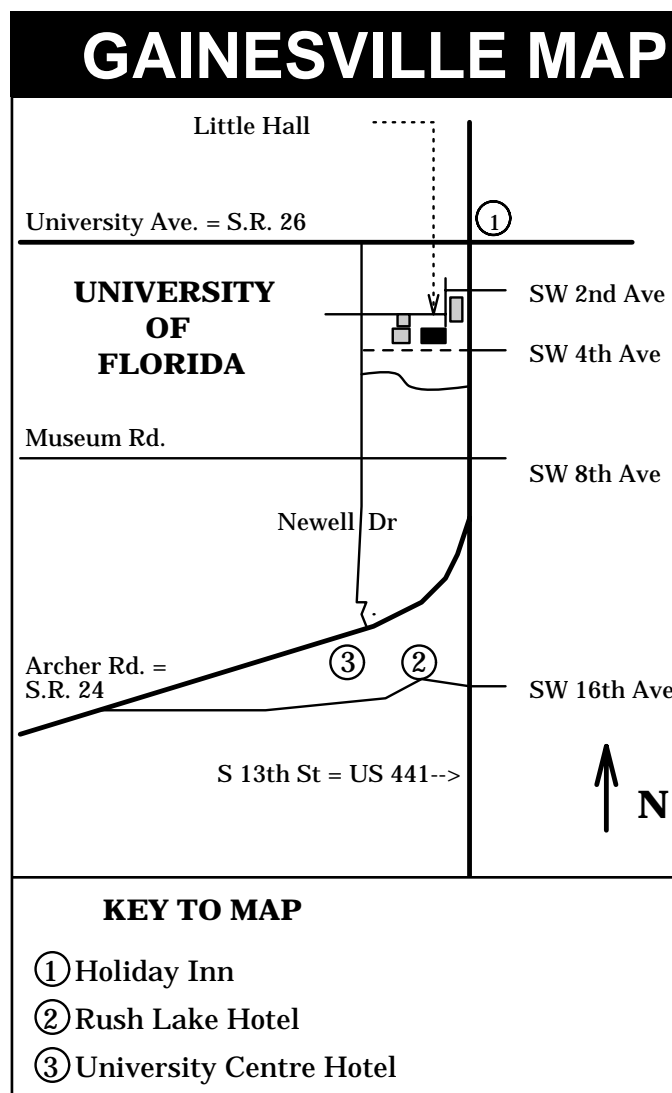 GAINESVILLE MAP
Little Hall
University Ave. = S.R. 26
1
UNIVERSITY
OF
FLORIDA
SW 2nd Ave
SW 4th Ave
Museum Rd.
SW 8th Ave
Newell Dr
3
2
Archer Rd. =
S.R. 24
SW 16th Ave
S 13th St = US 441-->
N
KEY TO MAP
1 Holiday Inn
2 Rush Lake Hotel
3 University Centre Hotel